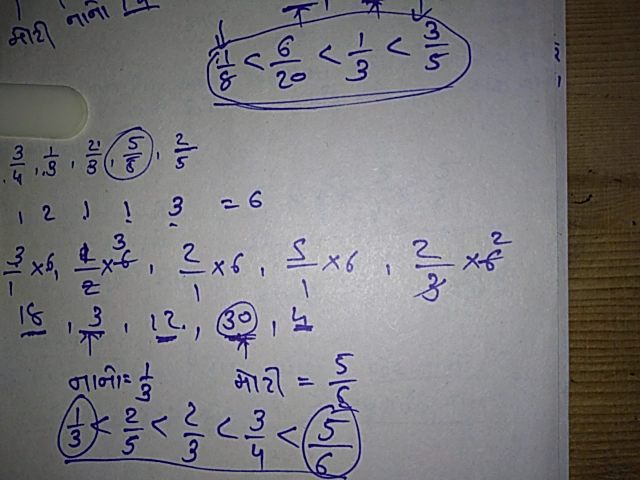 મોટી નાનો
1/8 < 6/20 < 1/3 < 3/5
3/4, 1/3, 2/3, 5/6, 2/5
1 2 1 1 3 = 6
3/1 × 6, 1/2 × 6 3, 2/1 × 6, 5/1 × 6, 2/3 × 6 2
18, 3, 12, 30, 4
નાનો = 1/3 મોટી = 5/6
1/3 < 2/5 < 2/3 < 3/4 < 5/6